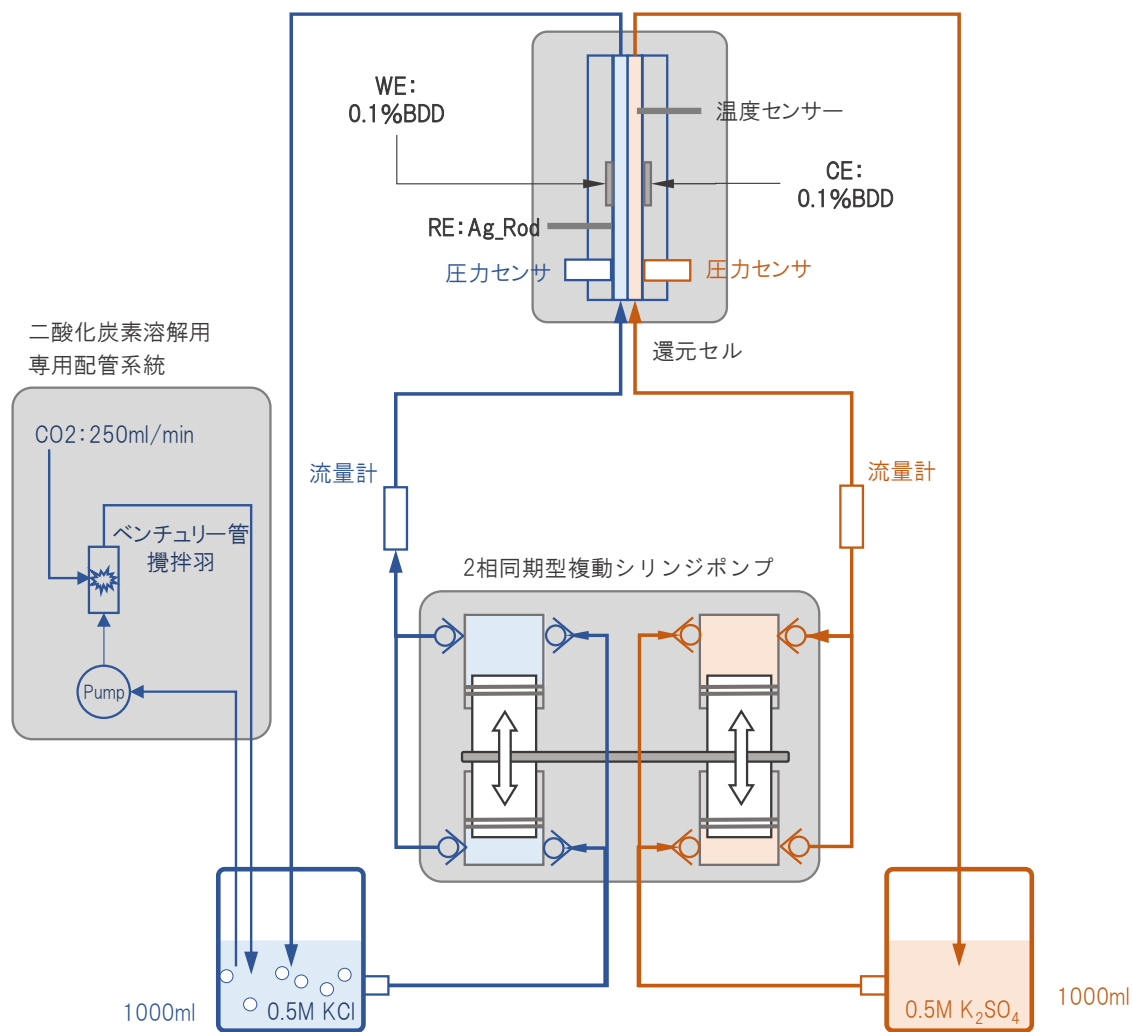 WE:
0.1%BDD
温度センサー
CE:
0.1%BDD
RE:Ag_Rod
圧力センサ
圧力センサ
還元セル
二酸化炭素溶解用
専用配管系統
CO2:250ml/min
ベンチュリー管
攪拌羽
Pump
流量計
流量計
2相同期型複動シリンジポンプ
1000ml
0.5M KCl
0.5M K₂SO₄
1000ml